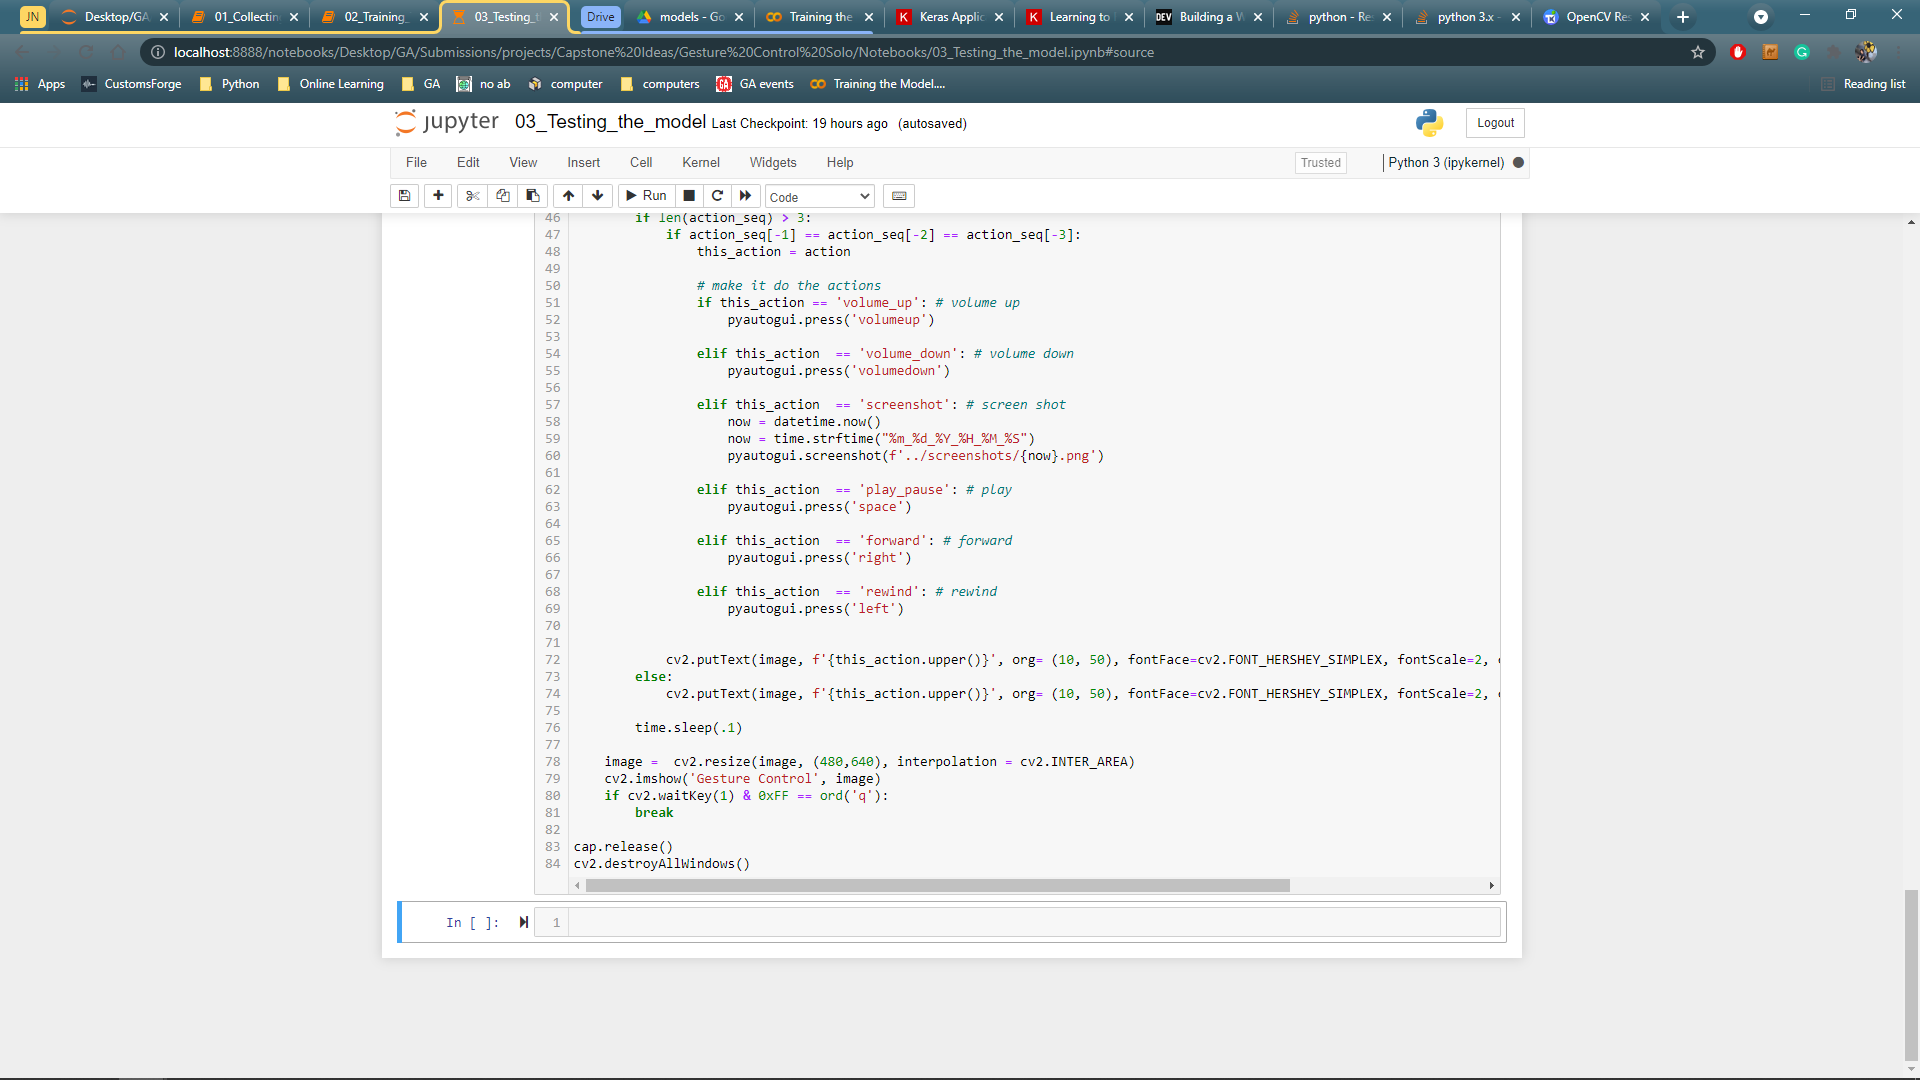 JN Desktop/GA 01_Collectin 02_Training_ 03_Testing_t Drive models - Go Training the Keras Applic Learning to DEV Building a W python - Re python 3.x - OpenCV Res
localhost:8888/notebooks/Desktop/GA/Submissions/projects/Capstone%20Ideas/Gesture%20Control%20Solo/Notebooks/03_Testing_the_model.ipynb#source
Apps CustomsForge Python Online Learning GA no ab computer computers GA events Training the Model.... Reading list
jupyter 03_Testing_the_model Last Checkpoint: 19 hours ago (autosaved) Logout
File Edit View Insert Cell Kernel Widgets Help Trusted Python 3 (ipykernel)
Run Code
46 if len(action_seq) > 3:
47 if action_seq[-1] == action_seq[-2] == action_seq[-3]:
48 this_action = action
49
50 # make it do the actions
51 if this_action == 'volume_up': # volume up
52 pyautogui.press('volumeup')
53
54 elif this_action  == 'volume_down': # volume down
55 pyautogui.press('volumedown')
56
57 elif this_action  == 'screenshot': # screen shot
58 now = datetime.now()
59 now = time.strftime("%m_%d_%Y_%H_%M_%S")
60 pyautogui.screenshot(f'../screenshots/{now}.png')
61
62 elif this_action  == 'play_pause': # play
63 pyautogui.press('space')
64
65 elif this_action  == 'forward': # forward
66 pyautogui.press('right')
67
68 elif this_action  == 'rewind': # rewind
69 pyautogui.press('left')
70
71
72 cv2.putText(image, f'{this_action.upper()}', org= (10, 50), fontFace=cv2.FONT_HERSHEY_SIMPLEX, fontScale=2,
73 else:
74 cv2.putText(image, f'{this_action.upper()}', org= (10, 50), fontFace=cv2.FONT_HERSHEY_SIMPLEX, fontScale=2,
75
76 time.sleep(.1)
77
78 image =  cv2.resize(image, (480,640), interpolation = cv2.INTER_AREA)
79 cv2.imshow('Gesture Control', image)
80 if cv2.waitKey(1) & 0xFF == ord('q'):
81 break
82
83 cap.release()
84 cv2.destroyAllWindows()
In [ ]: 1